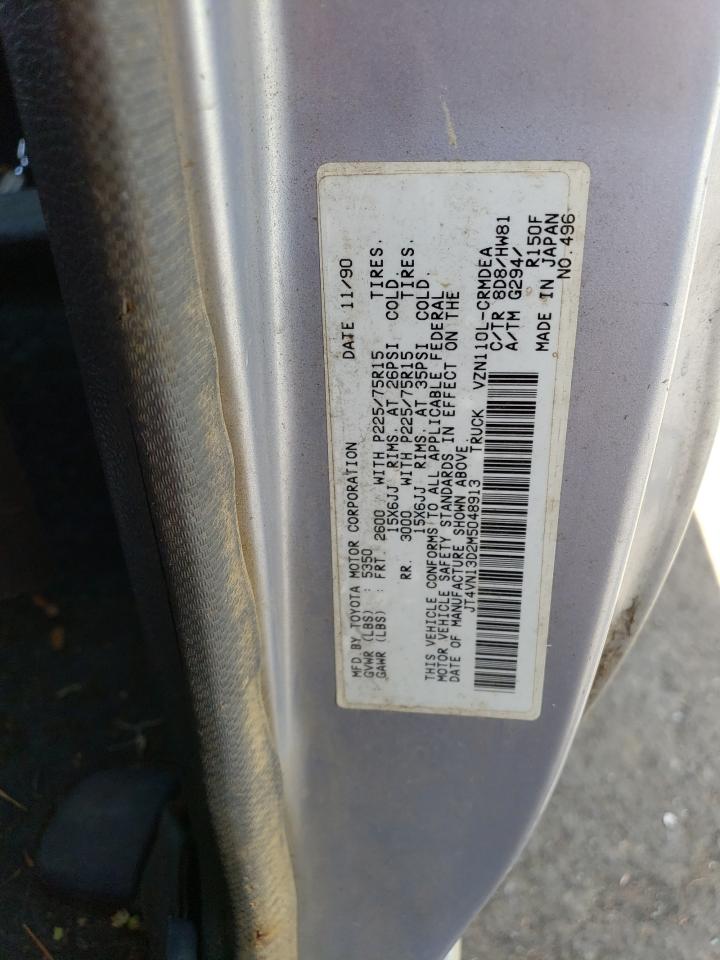 MFD.BY TOYOTA MOTOR CORPORATION DATE 11/90
GVWR (LBS) : 5350
GAWR (LBS) : FRT. 2600 WITH P225/75R15 TIRES.
15X6JJ RIMS. AT 26PSI COLD.
RR. 3000 WITH P225/75R15 TIRES.
15X6JJ RIMS. AT 35PSI COLD.
THIS VEHICLE CONFORMS TO ALL APPLICABLE FEDERAL
MOTOR VEHICLE SAFETY STANDARDS IN EFFECT ON THE
DATE OF MANUFACTURE SHOWN ABOVE.
JT4VN13D2M5048913 TRUCK VZN110L-CRMDEA
C/TR 8D8/HW81
A/TM G294/ R150F
MADE IN JAPAN
NO.496